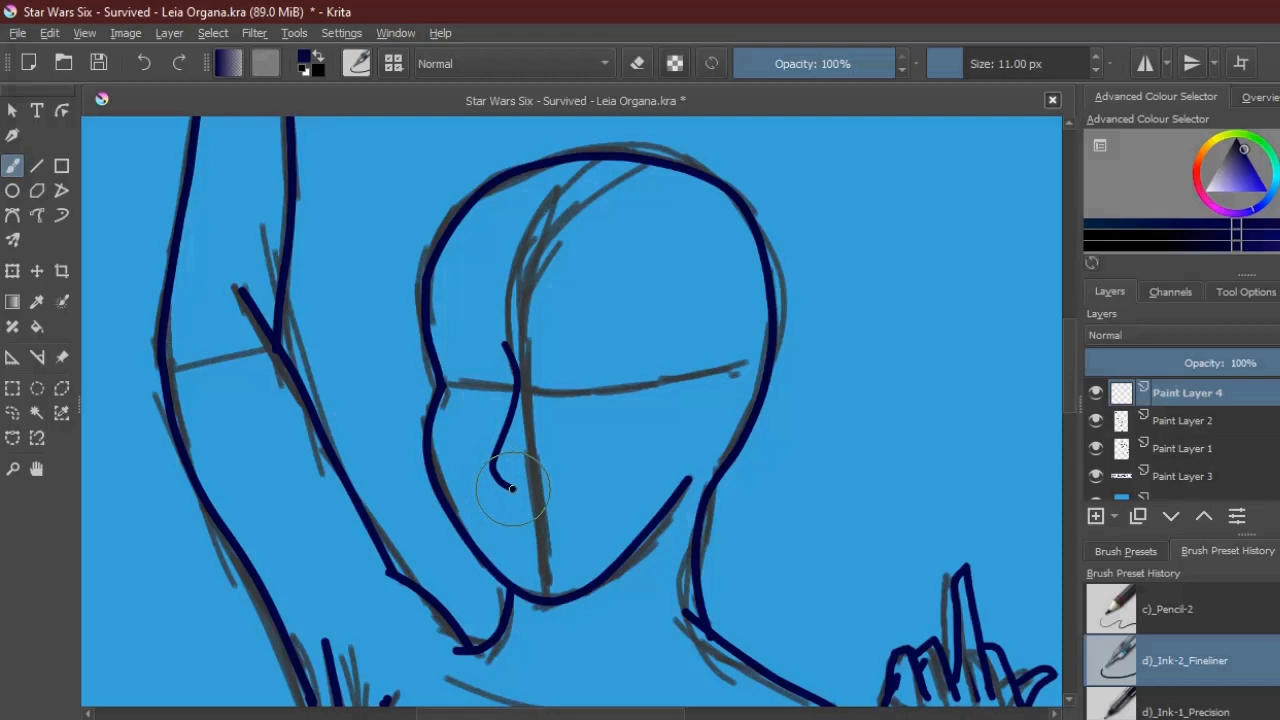 Star Wars Six - Survived - Leia Organa.kra (89.0 MiB) * - Krita
File Edit View Image Layer Select Filter Tools Settings Window Help
Normal
Opacity: 100%
Size: 11.00 px
Star Wars Six - Survived - Leia Organa.kra *
Advanced Colour Selector
Overvie
Advanced Colour Selector
Layers Channels Tool Options
Layers
Normal
Opacity: 100%
Paint Layer 4
Paint Layer 2
Paint Layer 1
Paint Layer 3
Brush Presets Brush Preset History
Brush Preset History
c)_Pencil-2
d)_Ink-2_Fineliner
d)_Ink-1_Precision